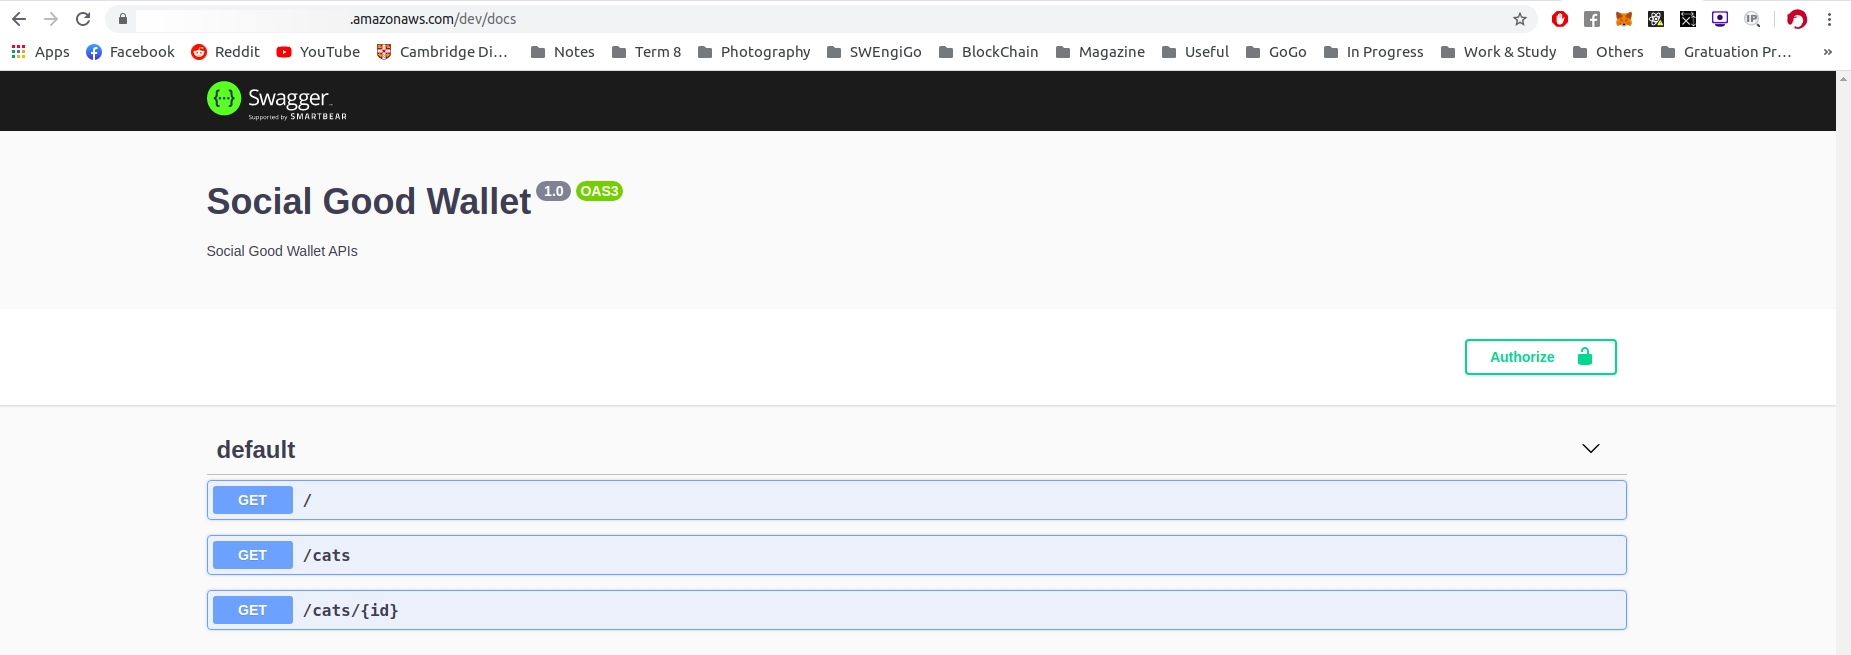 .amazonaws.com/dev/docs
IP
Apps Facebook Reddit YouTube Cambridge Di... Notes Term 8 Photography SWEngiGo BlockChain Magazine Useful GoGo In Progress Work & Study Others Gratuation Pr... »
{···} Swagger
Supported by SMARTBEAR
Social Good Wallet 1.0 OAS3
Social Good Wallet APIs
Authorize
default
GET /
GET /cats
GET /cats/{id}